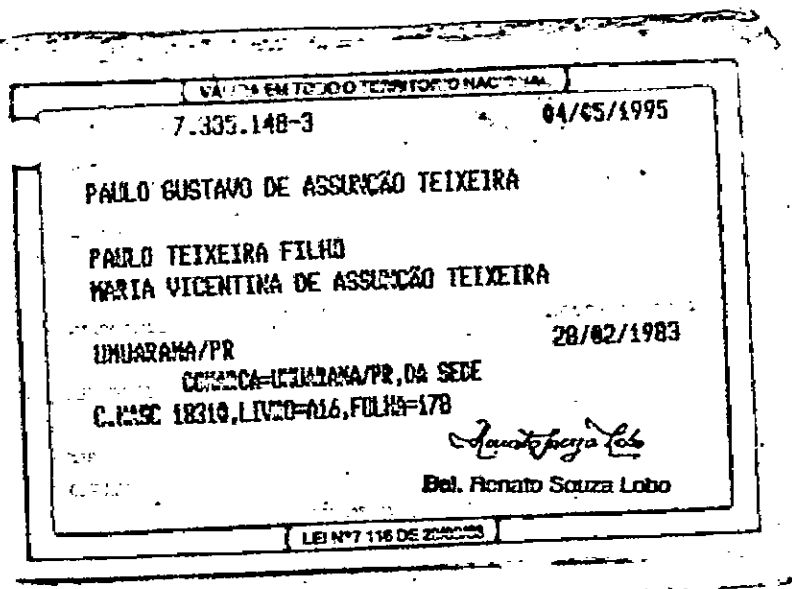 VÁLIDA EM TODO O TERRITÓRIO NACIONAL
7.335.148-3 04/05/1995
PAULO GUSTAVO DE ASSUNÇÃO TEIXEIRA
PAULO TEIXEIRA FILHO
MARIA VICENTINA DE ASSUNÇÃO TEIXEIRA
UMUARAMA/PR 28/02/1983
COMARCA=UMUARAMA/PR,DA SEDE
C.NASC 18310,LIVRO=A16,FOLHA=178
Bel. Renato Souza Lobo
LEI Nº 7.116 DE